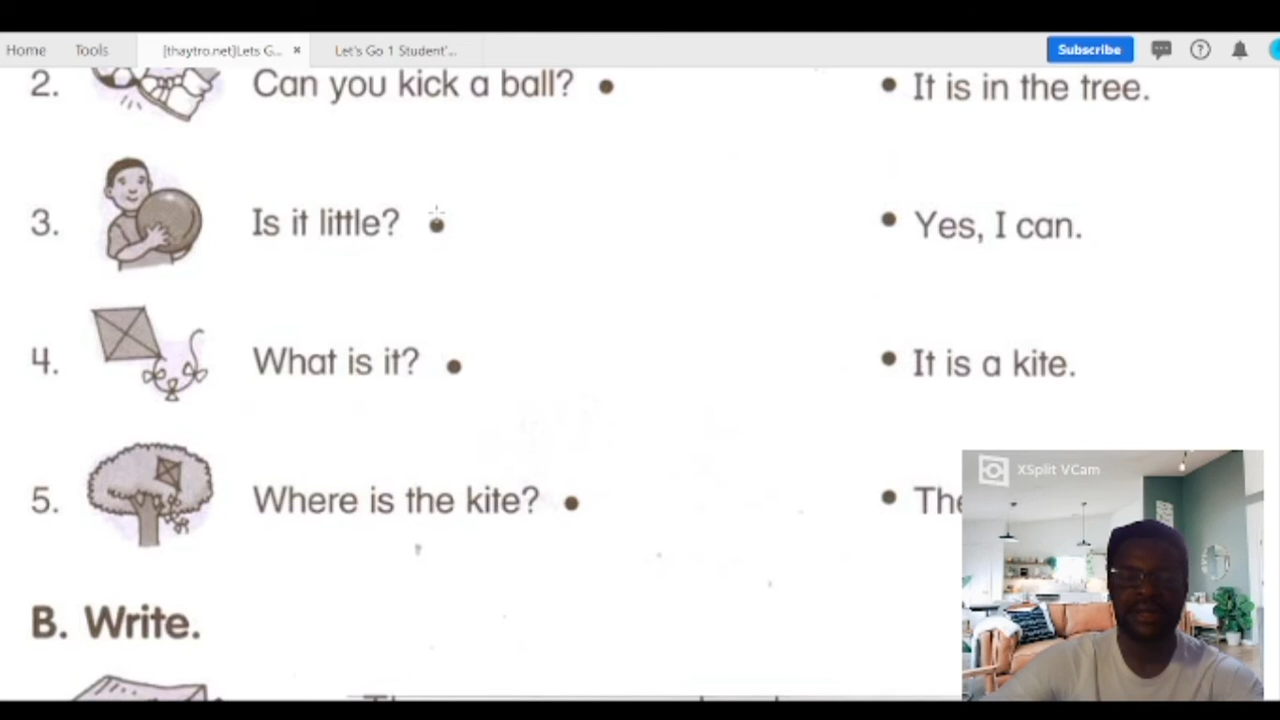 Home Tools [thaytro.net]Lets G... × Let's Go 1 Student'... Subscribe
2. Can you kick a ball? • • It is in the tree.
3. Is it little? • • Yes, I can.
4. What is it? • • It is a kite.
XSplit VCam
5. Where is the kite? • •
B. Write.